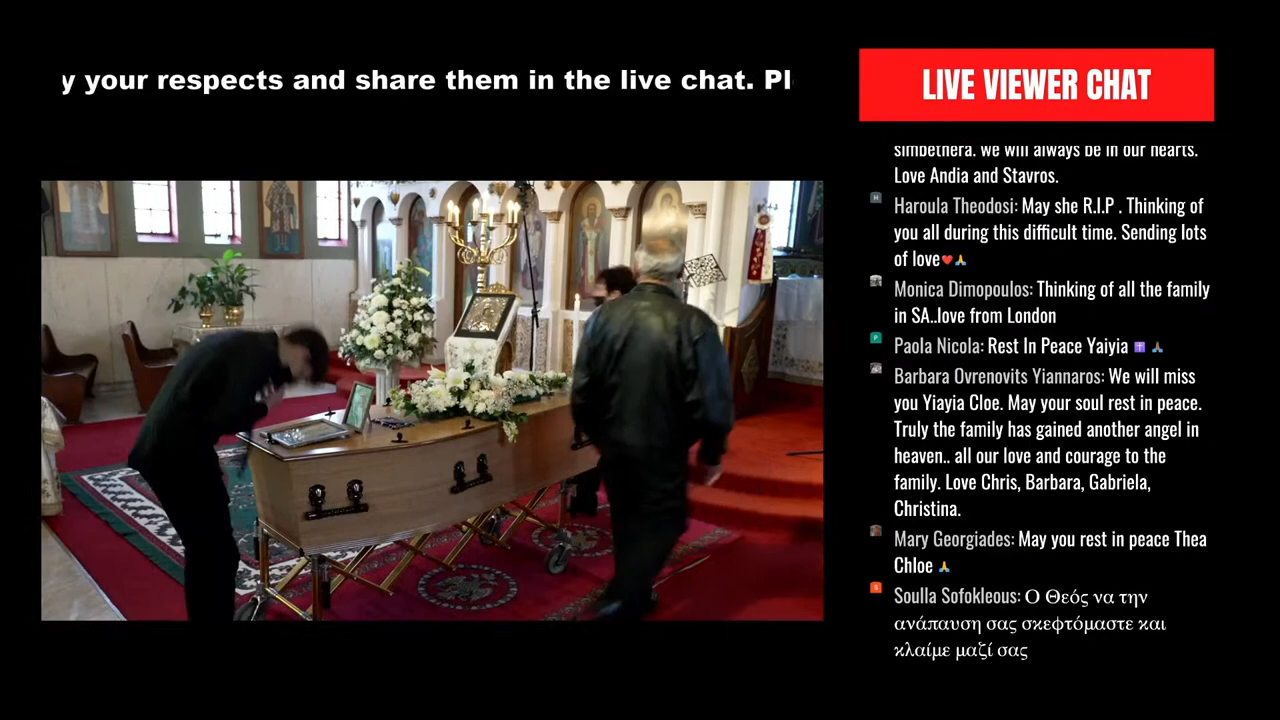 y your respects and share them in the live chat. Pl
LIVE VIEWER CHAT
simbethera. we will always be in our hearts.
Love Andia and Stavros.
Haroula Theodosi: May she R.I.P . Thinking of
you all during this difficult time. Sending lots
of love❤️🙏
Monica Dimopoulos: Thinking of all the family
in SA..love from London
Paola Nicola: Rest In Peace Yaiyia ✝️ 🙏🏽
Barbara Ovrenovits Yiannaros: We will miss
you Yiayia Cloe. May your soul rest in peace.
Truly the family has gained another angel in
heaven.. all our love and courage to the
family. Love Chris, Barbara, Gabriela,
Christina.
Mary Georgiades: May you rest in peace Thea
Chloe 🙏
Soulla Sofokleous: Ο Θεός να την
ανάπαυση σας σκεφτόμαστε και
κλαίμε μαζί σας